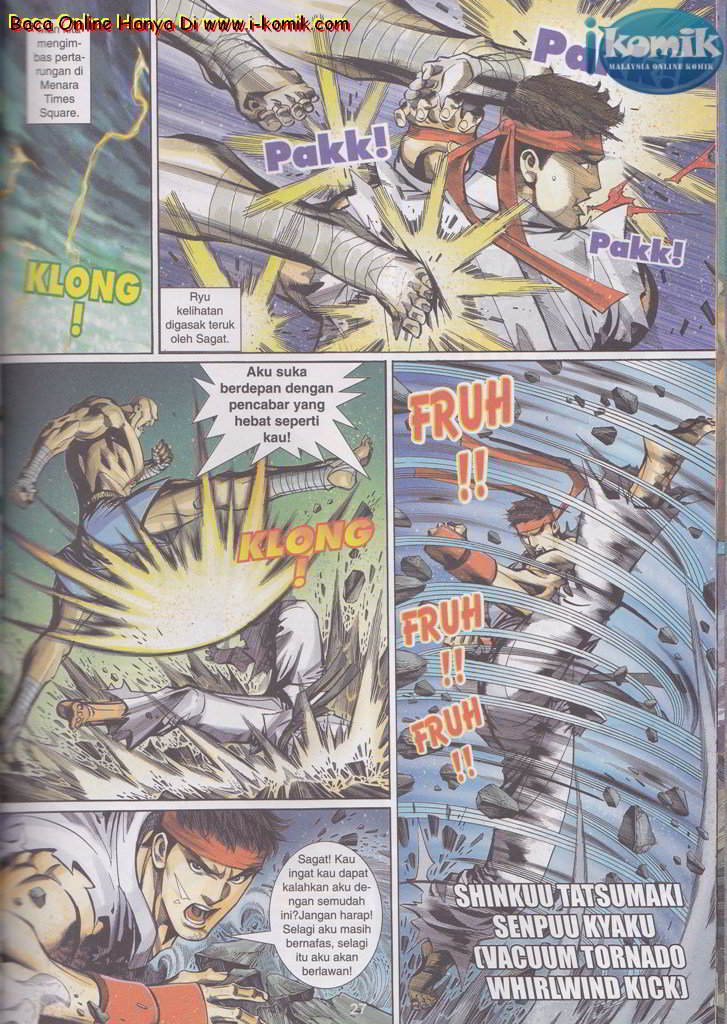 Baca Online Hanya Di www.i-komik.com
komik
MALAYSIA ONLINE KOMIK
mengim-
bas perta-
rungan di
Menara
Times
Square.
KLONG
!
Pakk!
Pakk!
Ryu
kelihatan
digasak teruk
oleh Sagat.
Aku suka
berdepan dengan
pencabar yang
hebat seperti
kau!
KLONG
!
FRUH
!!
FRUH
!!
FRUH
!!
SHINKUU TATSUMAKI
SENPUU KYAKU
(VACUUM TORNADO
WHIRLWIND KICK)
Sagat! Kau
ingat kau dapat
kalahkan aku de-
ngan semudah
ini?Jangan harap!
Selagi aku masih
bernafas, selagi
itu aku akan
berlawan!
27